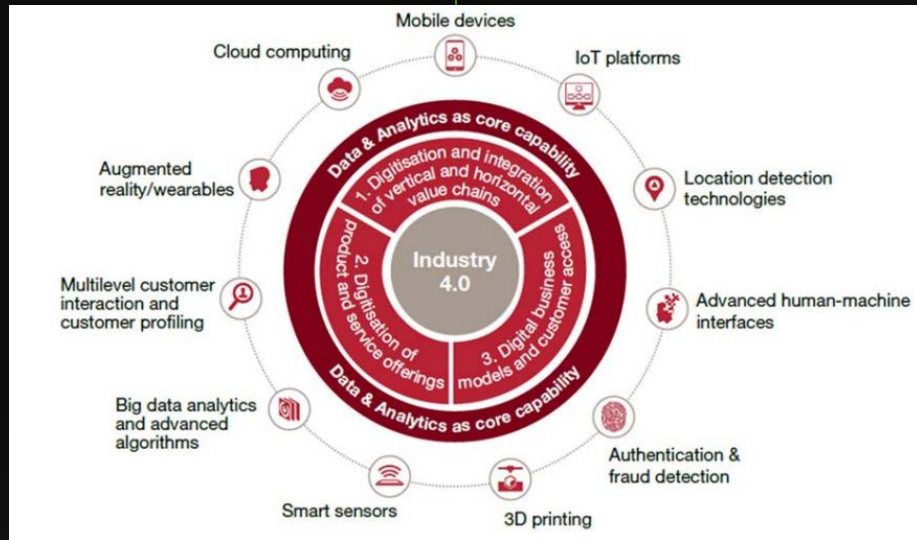 Mobile devices
Cloud computing
IoT platforms
Augmented
reality/wearables
Location detection
technologies
Multilevel customer
interaction and
customer profiling
Advanced human-machine
interfaces
Big data analytics
and advanced
algorithms
Authentication &
fraud detection
Smart sensors
3D printing
Data & Analytics as core capability
1. Digitisation and integration
of vertical and horizontal
value chains
Industry
4.0
2. Digitisation of
product and service offerings
3. Digital business
models and customer access
Data & Analytics as core capability